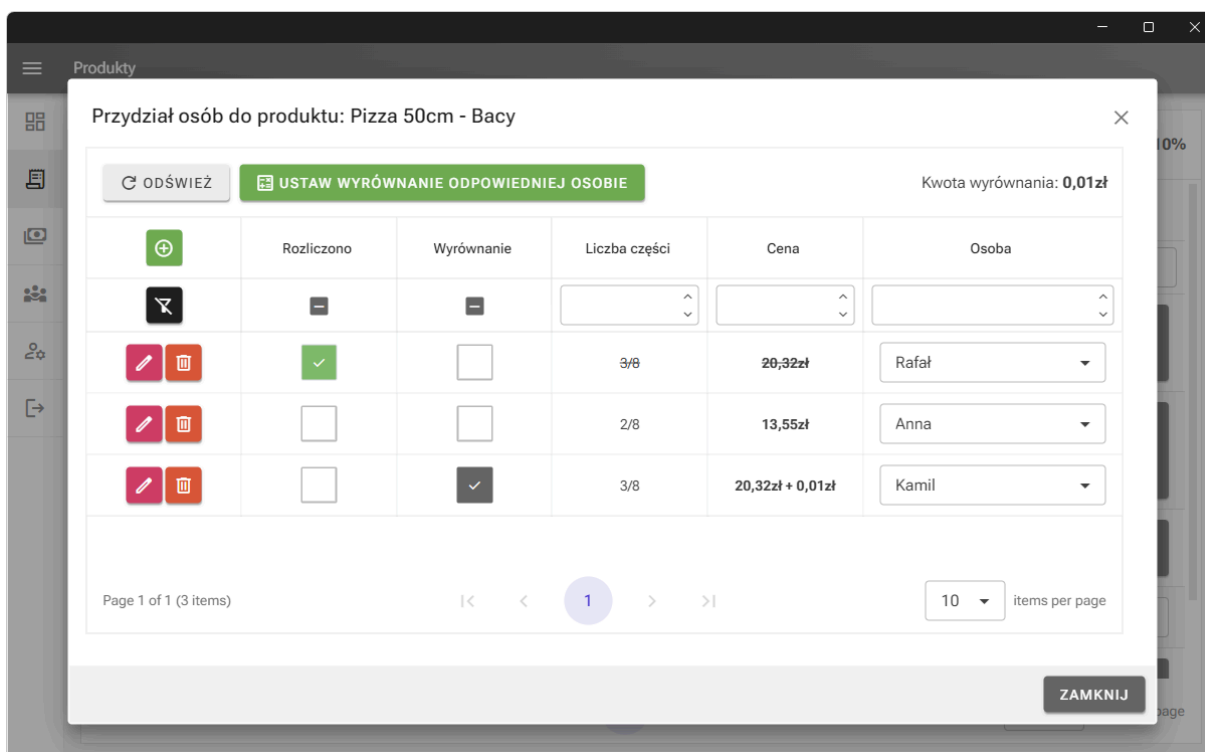 Produkty
Przydział osób do produktu: Pizza 50cm - Bacy
10%
ODŚWIEŻ USTAW WYRÓWNANIE ODPOWIEDNIEJ OSOBIE Kwota wyrównania: 0,01zł
Rozliczono Wyrównanie Liczba części Cena Osoba
3/8 20,32zł Rafał
2/8 13,55zł Anna
3/8 20,32zł + 0,01zł Kamil
Page 1 of 1 (3 items) 1 10 items per page
ZAMKNIJ
page